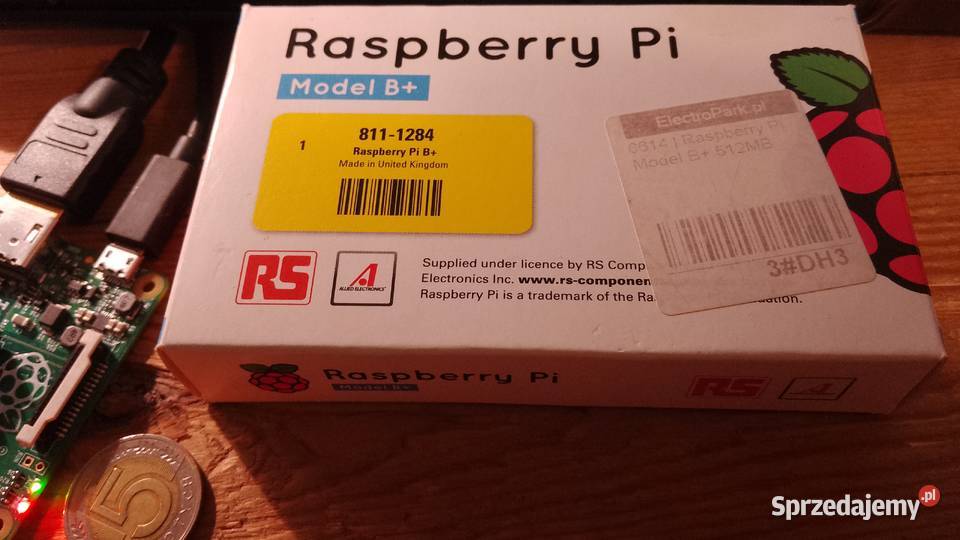 Raspberry Pi
Model B+
1
811-1284
Raspberry Pi B+
Made in United Kingdom
ElectroPark.pl
6614 | Raspberry Pi
Model B+ 512MB
3#DH3
RS
A
ALLIED ELECTRONICS
Supplied under licence by RS Comp
Electronics Inc. www.rs-componen
Raspberry Pi is a trademark of the Ra
dation.
Raspberry Pi
Model B+
RS
5
Sprzedajemy.pl